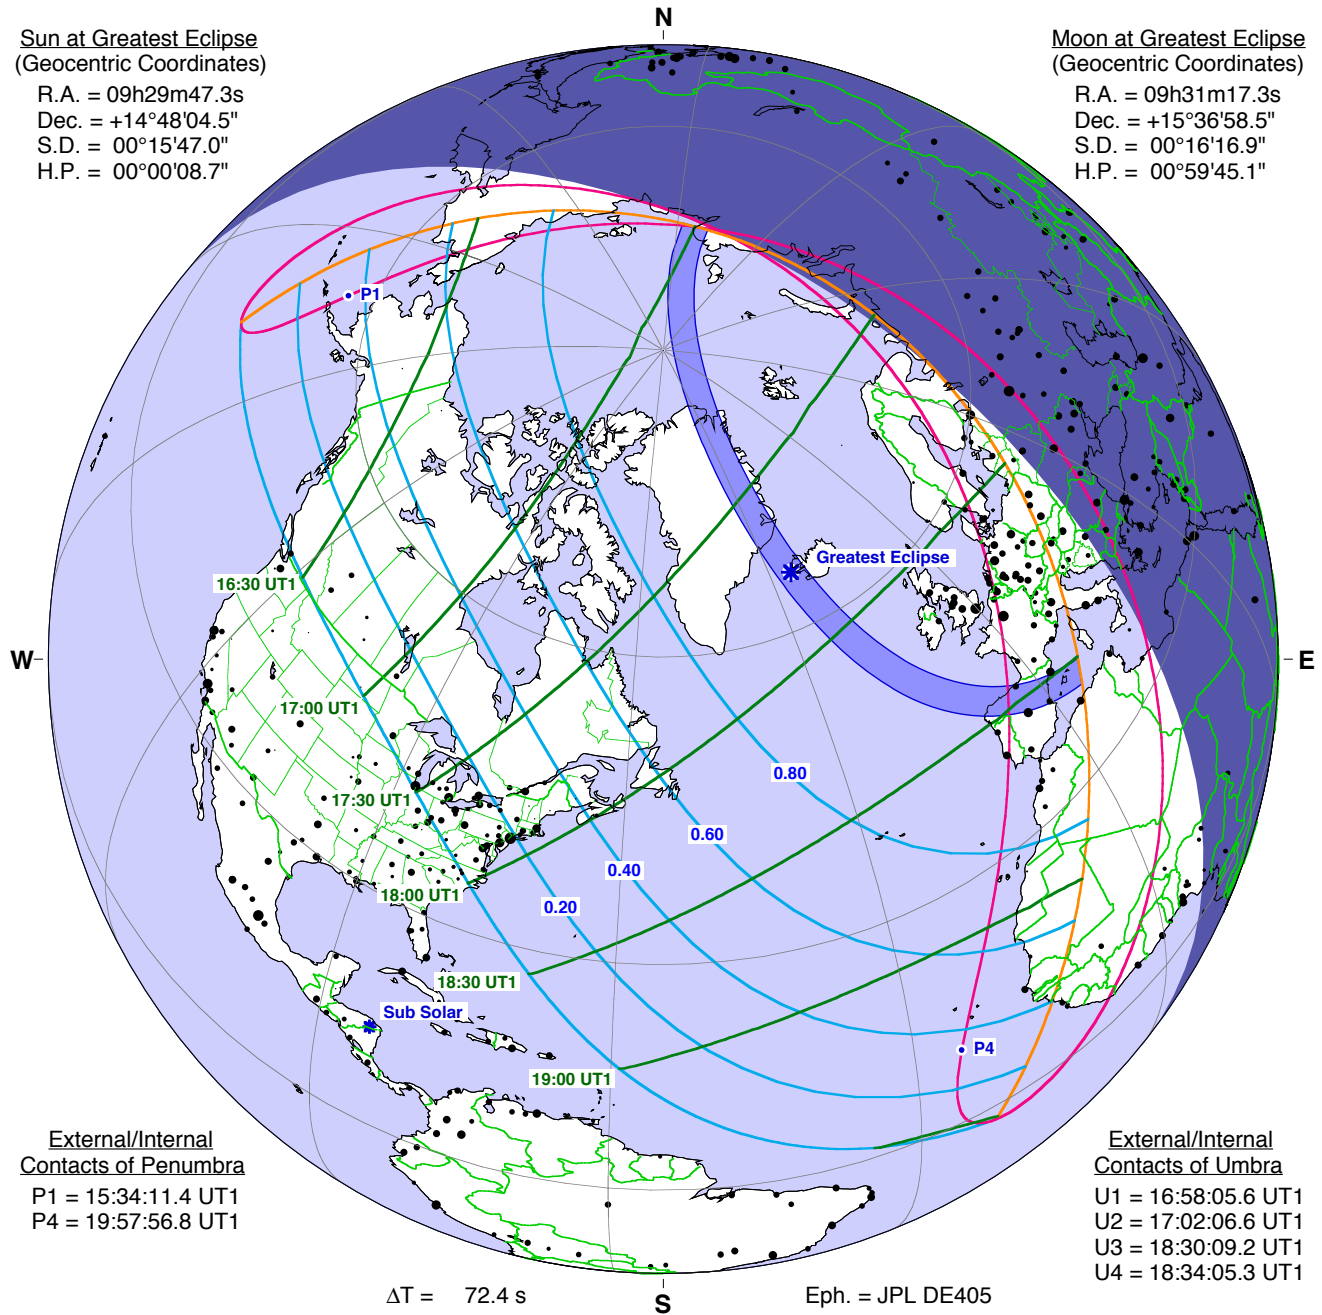 N
Sun at Greatest Eclipse
(Geocentric Coordinates)
R.A. = 09h29m47.3s
Dec. = +14°48'04.5"
S.D. = 00°15'47.0"
H.P. = 00°00'08.7"
Moon at Greatest Eclipse
(Geocentric Coordinates)
R.A. = 09h31m17.3s
Dec. = +15°36'58.5"
S.D. = 00°16'16.9"
H.P. = 00°59'45.1"
P1
Greatest Eclipse
16:30 UT1
W
E
17:00 UT1
0.80
17:30 UT1
0.60
0.40
18:00 UT1
0.20
18:30 UT1
Sub Solar
P4
19:00 UT1
External/Internal
Contacts of Penumbra
P1 = 15:34:11.4 UT1
P4 = 19:57:56.8 UT1
External/Internal
Contacts of Umbra
U1 = 16:58:05.6 UT1
U2 = 17:02:06.6 UT1
U3 = 18:30:09.2 UT1
U4 = 18:34:05.3 UT1
ΔT = 72.4 s
S
Eph. = JPL DE405